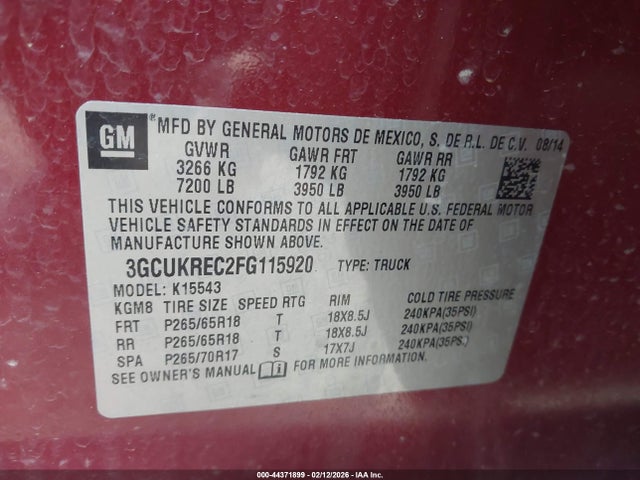 GM
MFD BY GENERAL MOTORS DE MEXICO, S. DE R.L. DE C.V. 08/14
GVWR GAWR FRT GAWR RR
3266 KG 1792 KG 1792 KG
7200 LB 3950 LB 3950 LB
THIS VEHICLE CONFORMS TO ALL APPLICABLE U.S. FEDERAL MOTOR
VEHICLE SAFETY STANDARDS IN EFFECT ON THE DATE OF
MANUFACTURE SHOWN ABOVE.
3GCUKREC2FG115920 TYPE: TRUCK
MODEL: K15543
KGM8 TIRE SIZE SPEED RTG RIM COLD TIRE PRESSURE
FRT P265/65R18 T 18X8.5J 240KPA(35PSI)
RR P265/65R18 T 18X8.5J 240KPA(35PSI)
SPA P265/70R17 S 17X7J 240KPA(35PSI)
SEE OWNER'S MANUAL FOR MORE INFORMATION.
000 - 44371899 - 02/12/2026 - IAA Inc.